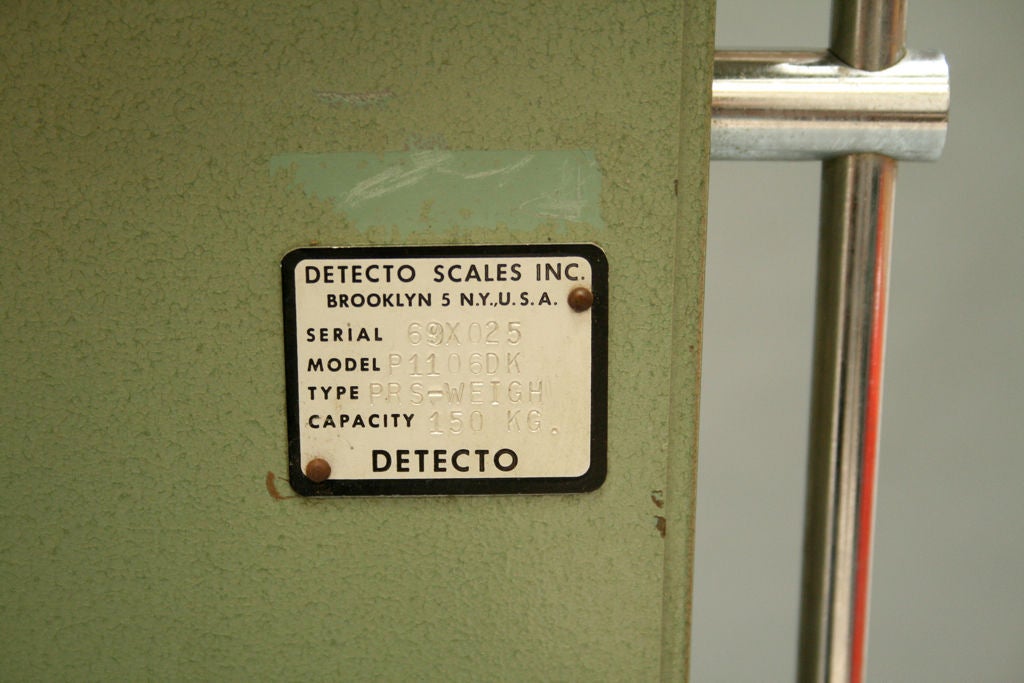 DETECTO SCALES INC.
BROOKLYN 5 N.Y., U.S.A.
SERIAL 69X025
MODEL P1106DK
TYPE PRS-WEIGH
CAPACITY 150 KG.
DETECTO